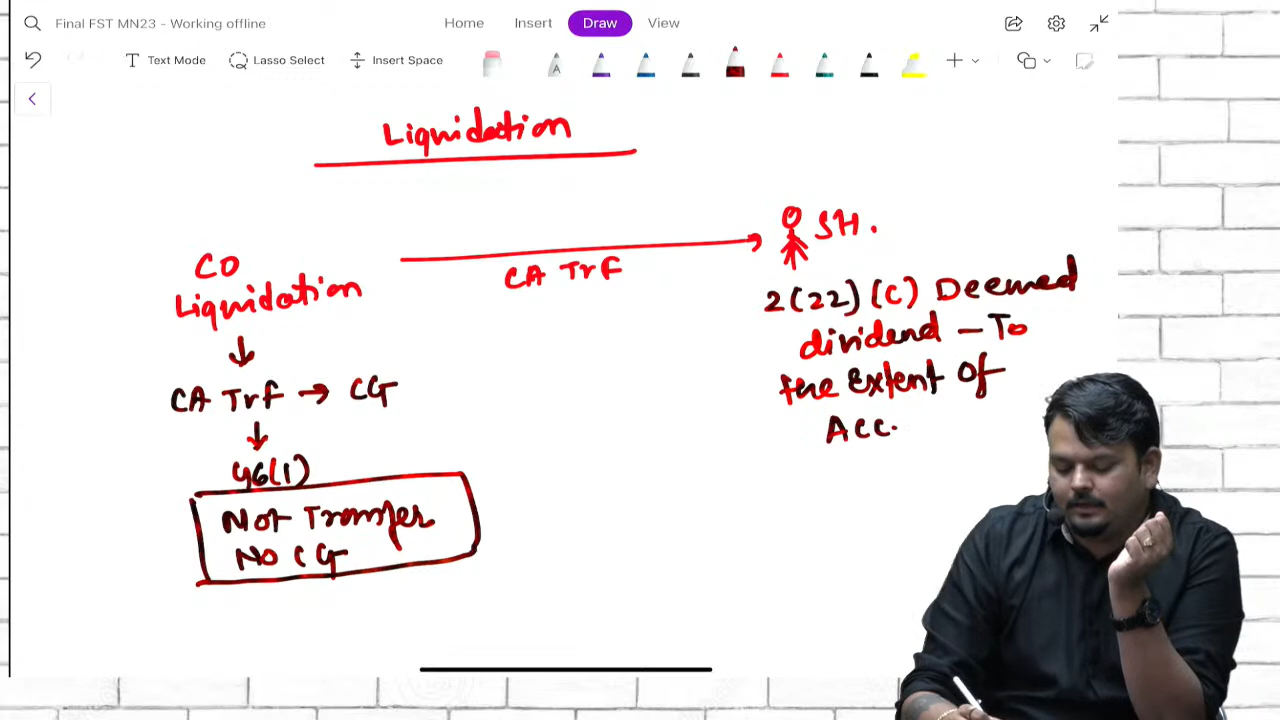 Final FST MN23 - Working offline
Home Insert Draw View
Text Mode Lasso Select Insert Space
Liquidation
SH.
CO
Liquidation
CA Trf
2(22)(C) Deemed
dividend – To
the Extent Of
Acc.
CA Trf → CG
46(1)
Not Transfer
No CG